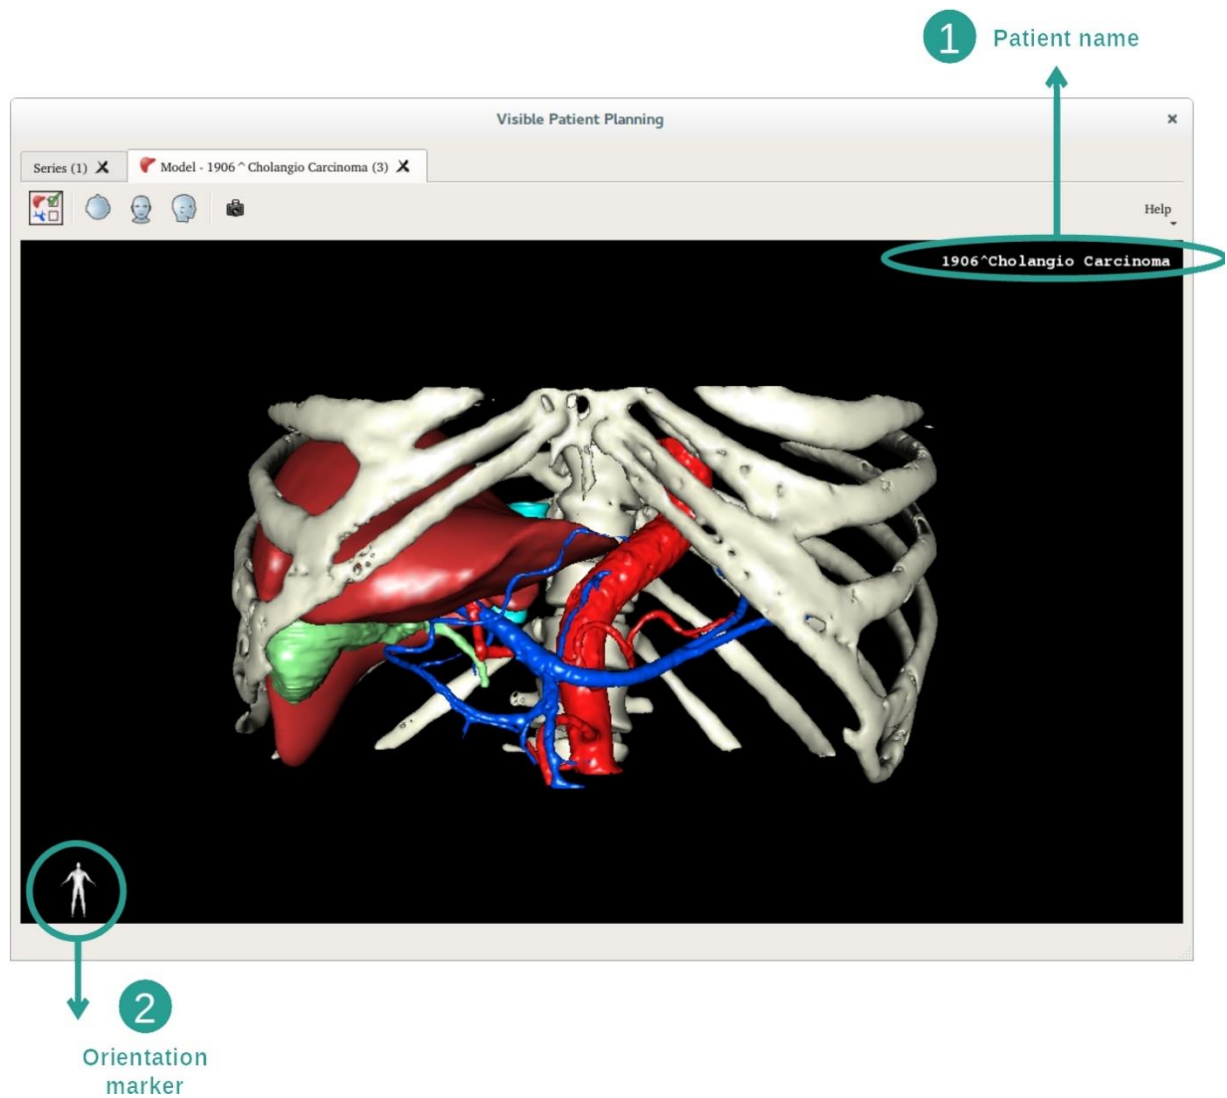 1 Patient name
Visible Patient Planning
Series (1) Model - 1906 ^ Cholangio Carcinoma (3)
Help
1906^Cholangio Carcinoma
2
Orientation
marker